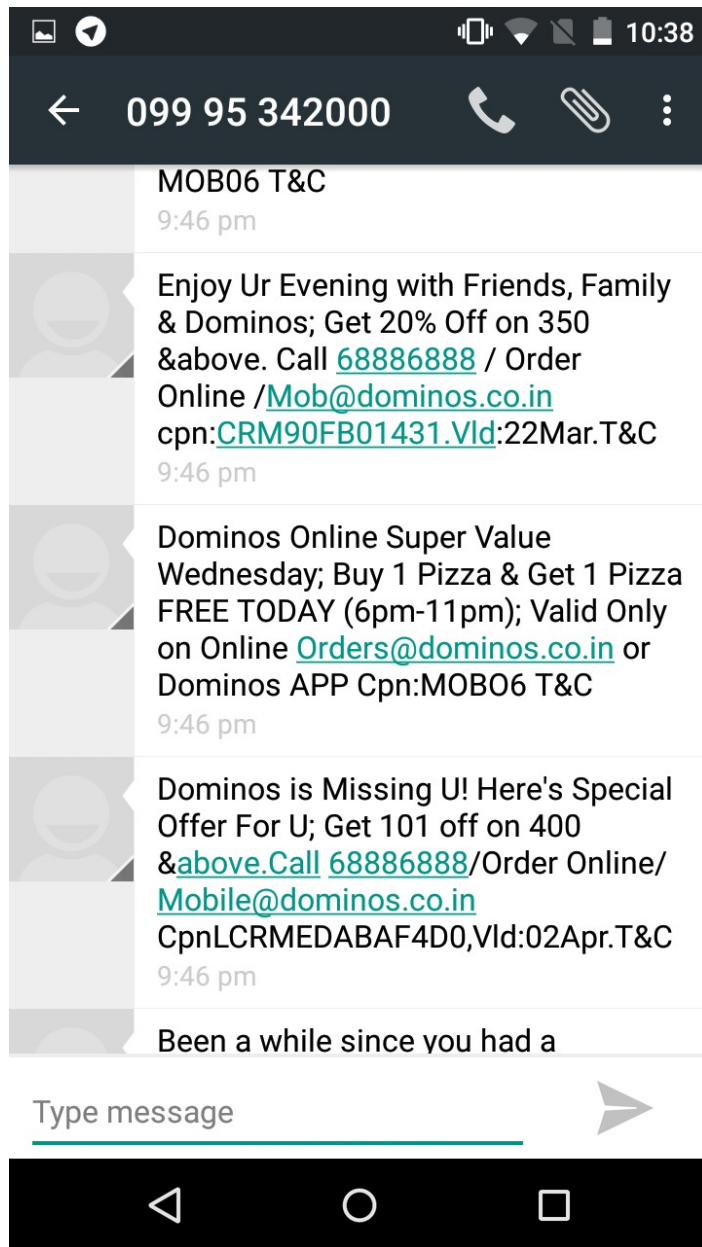 10:38
099 95 342000
MOB06 T&C
9:46 pm
Enjoy Ur Evening with Friends, Family
& Dominos; Get 20% Off on 350
&above. Call 68886888 / Order
Online /Mob@dominos.co.in
cpn:CRM90FB01431.Vld:22Mar.T&C
9:46 pm
Dominos Online Super Value
Wednesday; Buy 1 Pizza & Get 1 Pizza
FREE TODAY (6pm-11pm); Valid Only
on Online Orders@dominos.co.in or
Dominos APP Cpn:MOBO6 T&C
9:46 pm
Dominos is Missing U! Here's Special
Offer For U; Get 101 off on 400
&above.Call 68886888/Order Online/
Mobile@dominos.co.in
CpnLCRMEDABAF4D0,Vld:02Apr.T&C
9:46 pm
Been a while since you had a
Type message